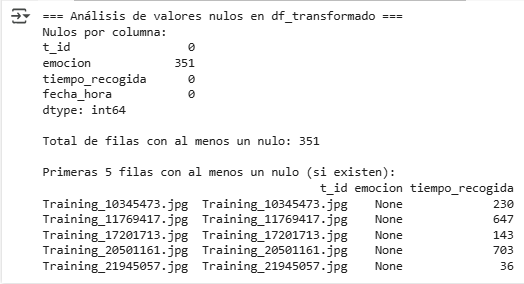 === Análisis de valores nulos en df_transformado ===
Nulos por columna:
t_id                  0
emocion             351
tiempo_recogida       0
fecha_hora            0
dtype: int64

Total de filas con al menos un nulo: 351

Primeras 5 filas con al menos un nulo (si existen):
                                        t_id emocion tiempo_recogida
Training_10345473.jpg  Training_10345473.jpg    None             230
Training_11769417.jpg  Training_11769417.jpg    None             647
Training_17201713.jpg  Training_17201713.jpg    None             143
Training_20501161.jpg  Training_20501161.jpg    None             703
Training_21945057.jpg  Training_21945057.jpg    None              36